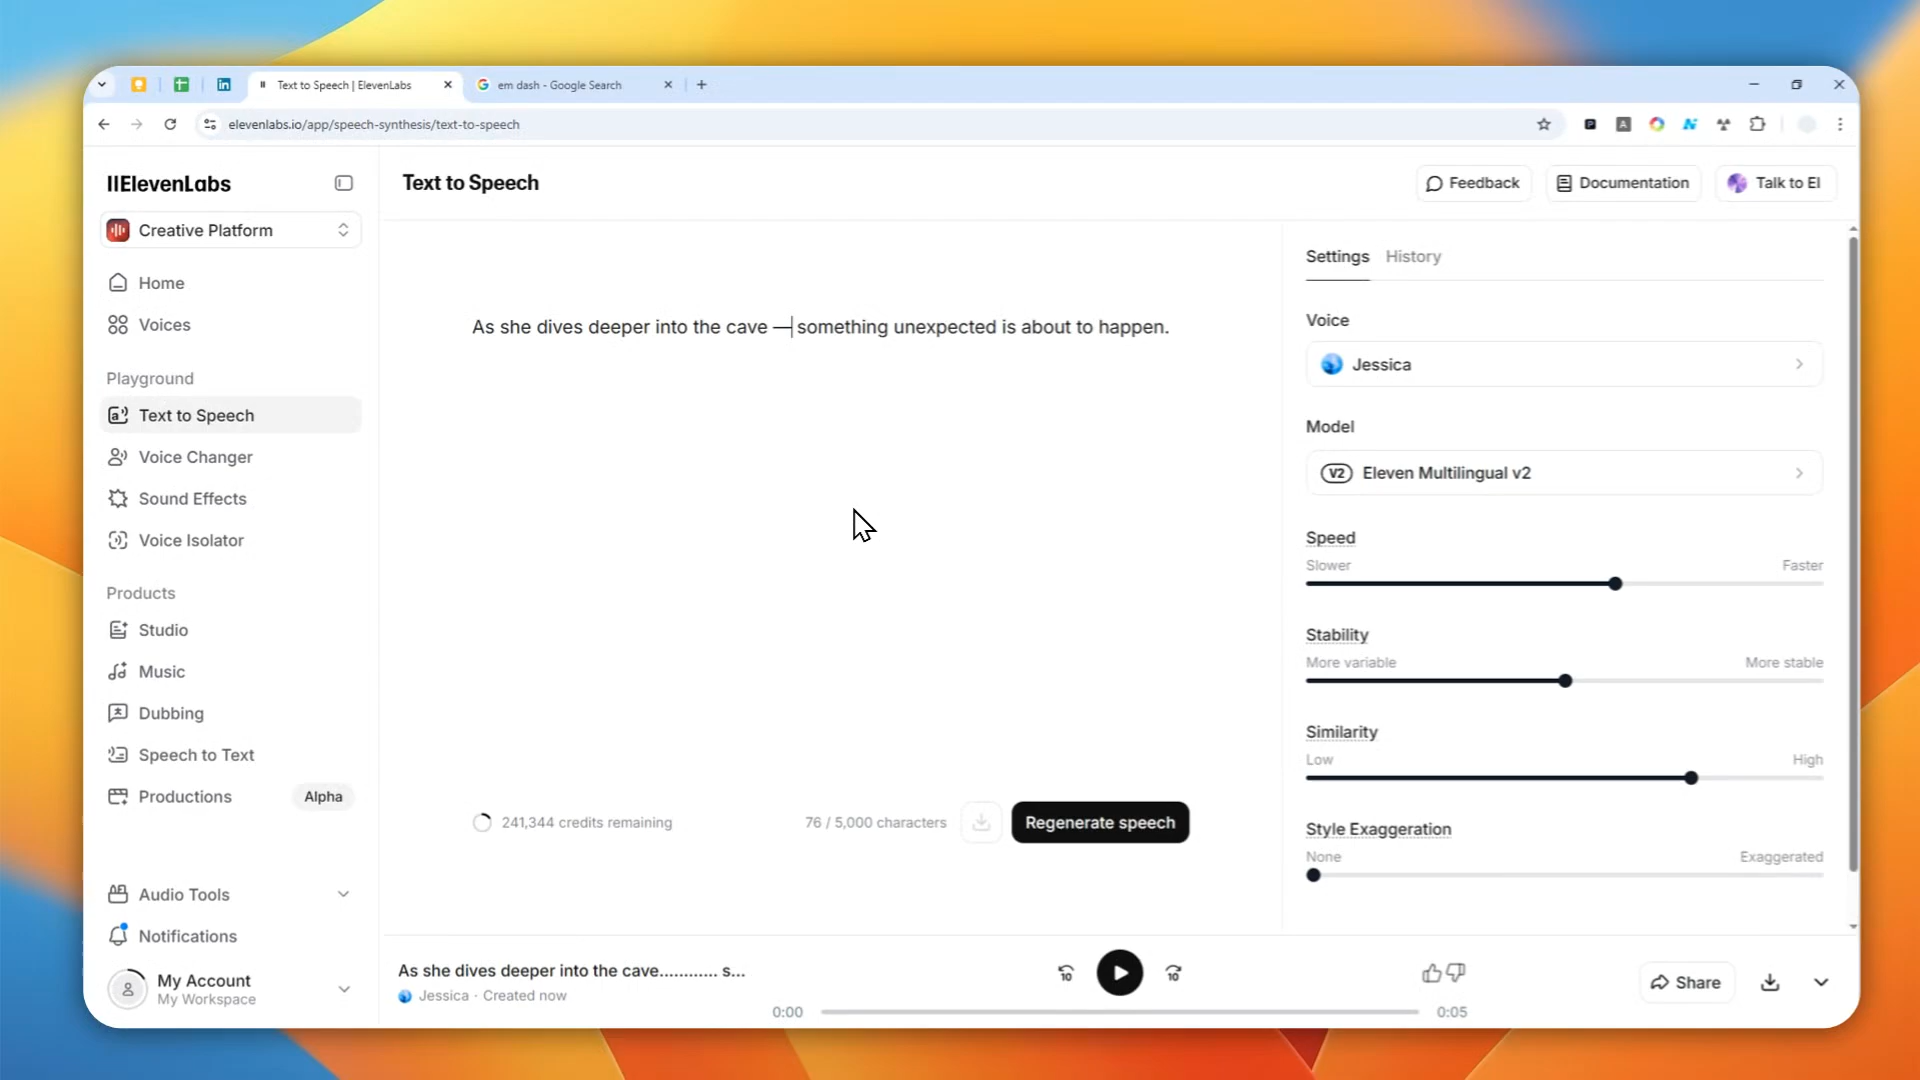 Text to Speech | ElevenLabs
em dash - Google Search
elevenlabs.io/app/speech-synthesis/text-to-speech
IIElevenLabs
Creative Platform
Home
Voices
Playground
Text to Speech
Voice Changer
Sound Effects
Voice Isolator
Products
Studio
Music
Dubbing
Speech to Text
Productions
Alpha
Audio Tools
Notifications
My Account
My Workspace
Text to Speech
Feedback
Documentation
Talk to El
As she dives deeper into the cave — something unexpected is about to happen.
241,344 credits remaining
76 / 5,000 characters
Regenerate speech
Settings
History
Voice
Jessica
Model
V2 Eleven Multilingual v2
Speed
Slower
Faster
Stability
More variable
More stable
Similarity
Low
High
Style Exaggeration
None
Exaggerated
As she dives deeper into the cave............ s...
Jessica · Created now
10
10
0:00
0:05
Share